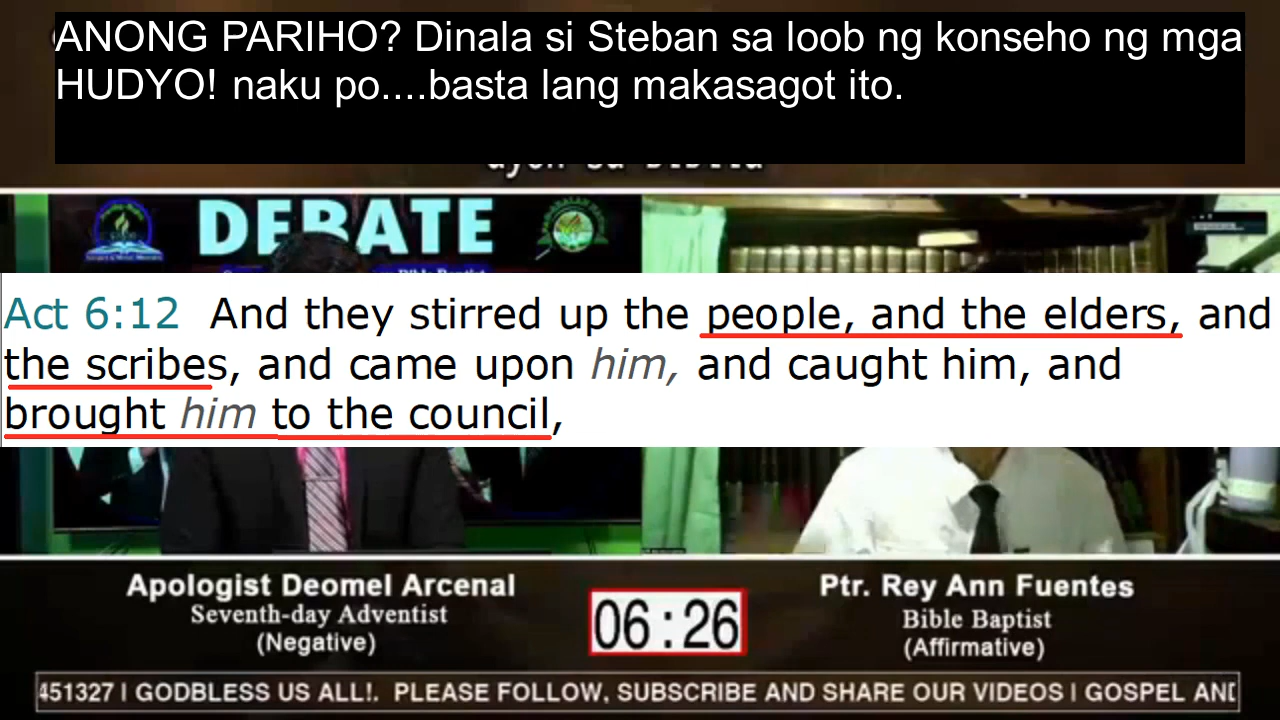 ANONG PARIHO? Dinala si Steban sa loob ng konseho ng mga
HUDYO! naku po....basta lang makasagot ito.
DEBATE
Act 6:12 And they stirred up the people, and the elders, and
the scribes, and came upon him, and caught him, and
brought him to the council,
Apologist Deomel Arcenal
Seventh-day Adventist
(Negative)
06:26
Ptr. Rey Ann Fuentes
Bible Baptist
(Affirmative)
451327 | GODBLESS US ALL!. PLEASE FOLLOW, SUBSCRIBE AND SHARE OUR VIDEOS | GOSPEL AND